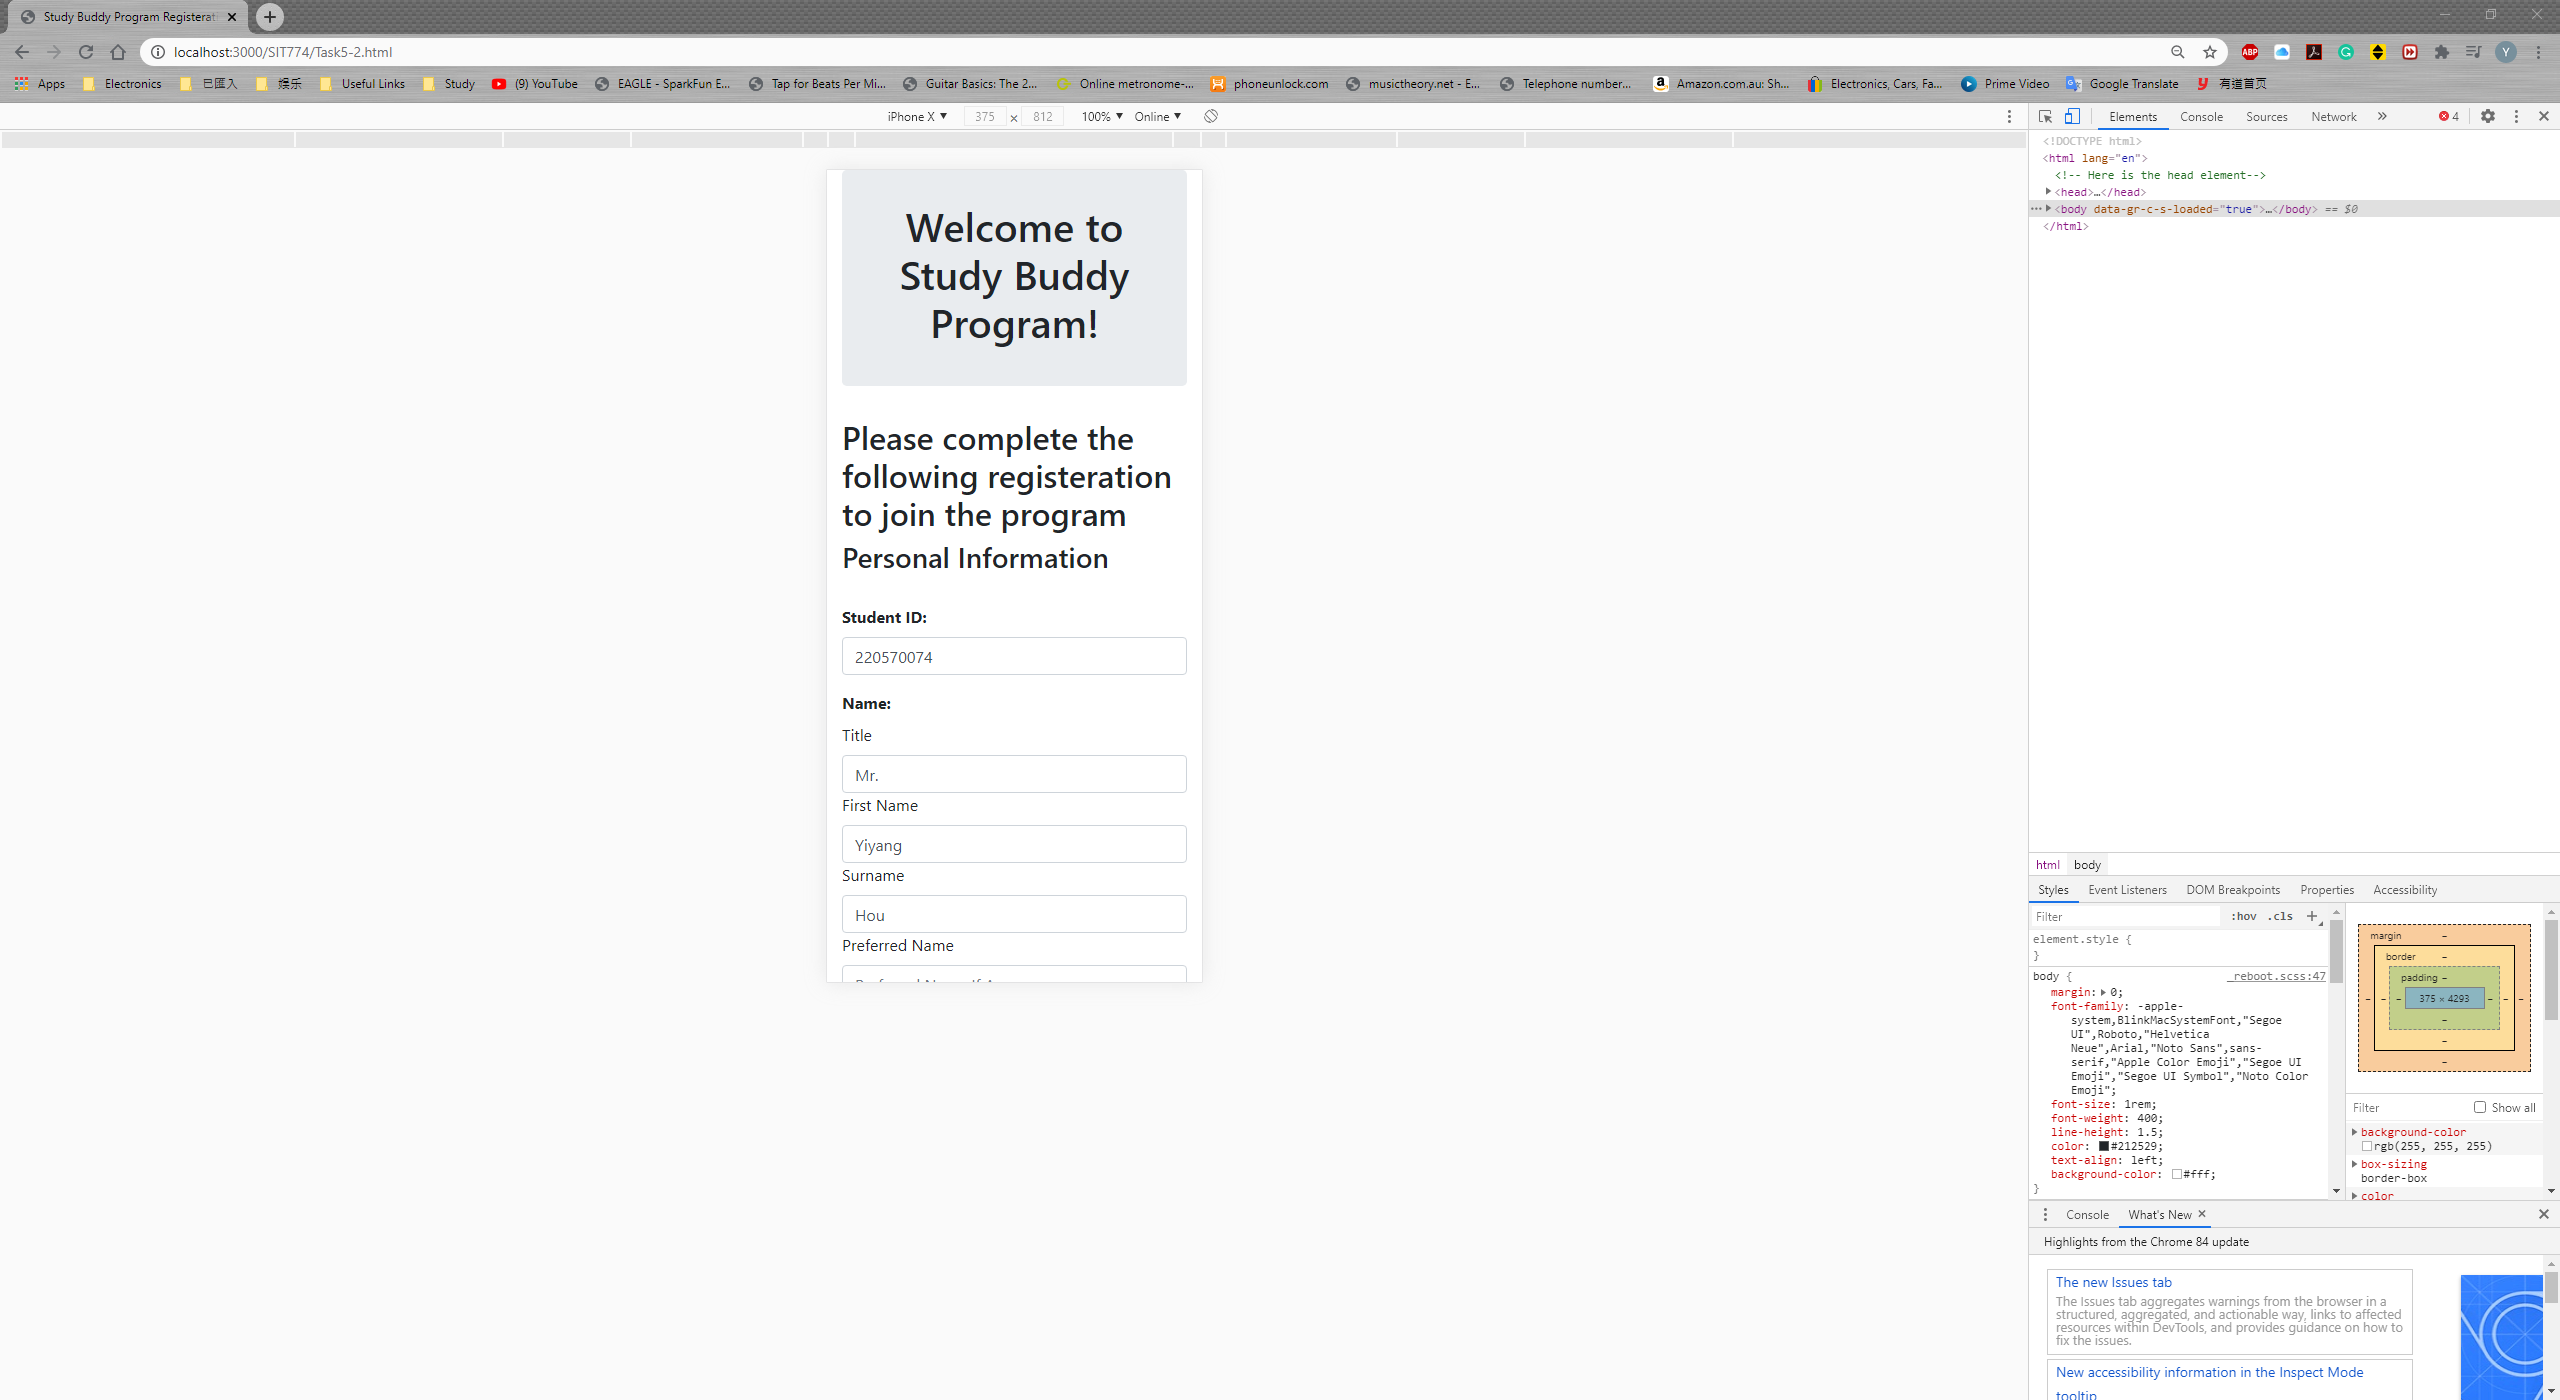 Study Buddy Program Registerat
localhost:3000/SIT774/Task5-2.html
ABP
Y
Apps Electronics 已匯入 娱乐 Useful Links Study (9) YouTube EAGLE - SparkFun E... Tap for Beats Per Mi... Guitar Basics: The 2... Online metronome-... phoneunlock.com musictheory.net - E... Telephone number... Amazon.com.au: Sh... Electronics, Cars, Fa... Prime Video Google Translate 有道首页
iPhone X ▼ 375 × 812 100% ▼ Online ▼
Elements Console Sources Network » 4
<!DOCTYPE html>
<html lang="en">
<!-- Here is the head element-->
<head>…</head>
<body data-gr-c-s-loaded="true">…</body> == $0
</html>
Welcome to
Study Buddy
Program!
Please complete the
following registeration
to join the program
Personal Information
Student ID:
220570074
Name:
Title
Mr.
First Name
Yiyang
Surname
Hou
Preferred Name
html body
Styles Event Listeners DOM Breakpoints Properties Accessibility
Filter :hov .cls +
element.style {
}
body { _reboot.scss:47
margin: 0;
font-family: -apple-
system,BlinkMacSystemFont,"Segoe
UI",Roboto,"Helvetica
Neue",Arial,"Noto Sans",sans-
serif,"Apple Color Emoji","Segoe UI
Emoji","Segoe UI Symbol","Noto Color
Emoji";
font-size: 1rem;
font-weight: 400;
line-height: 1.5;
color: #212529;
text-align: left;
background-color: #fff;
}
margin –
border –
padding –
– – – 375 × 4293 – – –
–
–
–
Filter Show all
background-color
rgb(255, 255, 255)
box-sizing
border-box
color
Console What's New
Highlights from the Chrome 84 update
The new Issues tab
The Issues tab aggregates warnings from the browser in a
structured, aggregated, and actionable way, links to affected
resources within DevTools, and provides guidance on how to
fix the issues.
New accessibility information in the Inspect Mode
tooltip